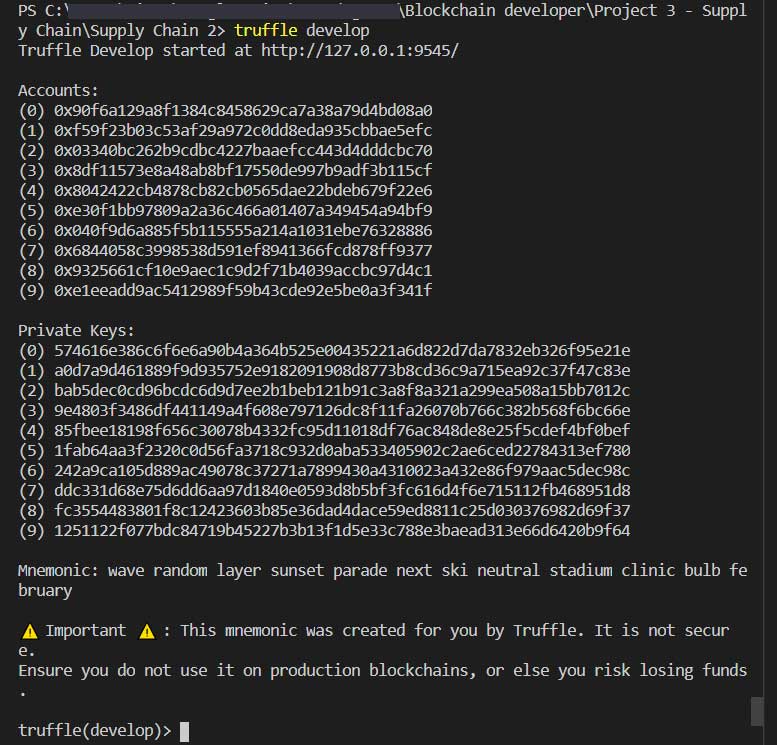 PS C:\ \Blockchain developer\Project 3 - Suppl
y Chain\Supply Chain 2> truffle develop
Truffle Develop started at http://127.0.0.1:9545/
Accounts:
(0) 0x90f6a129a8f1384c8458629ca7a38a79d4bd08a0
(1) 0xf59f23b03c53af29a972c0dd8eda935cbbae5efc
(2) 0x03340bc262b9cdbc4227baaefcc443d4dddcbc70
(3) 0x8df11573e8a48ab8bf17550de997b9adf3b115cf
(4) 0x8042422cb4878cb82cb0565dae22bdeb679f22e6
(5) 0xe30f1bb97809a2a36c466a01407a349454a94bf9
(6) 0x040f9d6a885f5b115555a214a1031ebe76328886
(7) 0x6844058c3998538d591ef8941366fcd878ff9377
(8) 0x9325661cf10e9aec1c9d2f71b4039accbc97d4c1
(9) 0xe1eeadd9ac5412989f59b43cde92e5be0a3f341f
Private Keys:
(0) 574616e386c6f6e6a90b4a364b525e00435221a6d822d7da7832eb326f95e21e
(1) a0d7a9d461889f9d935752e9182091908d8773b8cd36c9a715ea92c37f47c83e
(2) bab5dec0cd96bcdc6d9d7ee2b1beb121b91c3a8f8a321a299ea508a15bb7012c
(3) 9e4803f3486df441149a4f608e797126dc8f11fa26070b766c382b568f6bc66e
(4) 85fbee18198f656c30078b4332fc95d11018df76ac848de8e25f5cdef4bf0bef
(5) 1fab64aa3f2320c0d56fa3718c932d0aba533405902c2ae6ced22784313ef780
(6) 242a9ca105d889ac49078c37271a7899430a4310023a432e86f979aac5dec98c
(7) ddc331d68e75d6dd6aa97d1840e0593d8b5bf3fc616d4f6e715112fb468951d8
(8) fc3554483801f8c12423603b85e36dad4dace59ed8811c25d030376982d69f37
(9) 1251122f077bdc84719b45227b3b13f1d5e33c788e3baead313e66d6420b9f64
Mnemonic: wave random layer sunset parade next ski neutral stadium clinic bulb fe
bruary
⚠️ Important ⚠️ : This mnemonic was created for you by Truffle. It is not secur
e.
Ensure you do not use it on production blockchains, or else you risk losing funds
.
truffle(develop)>